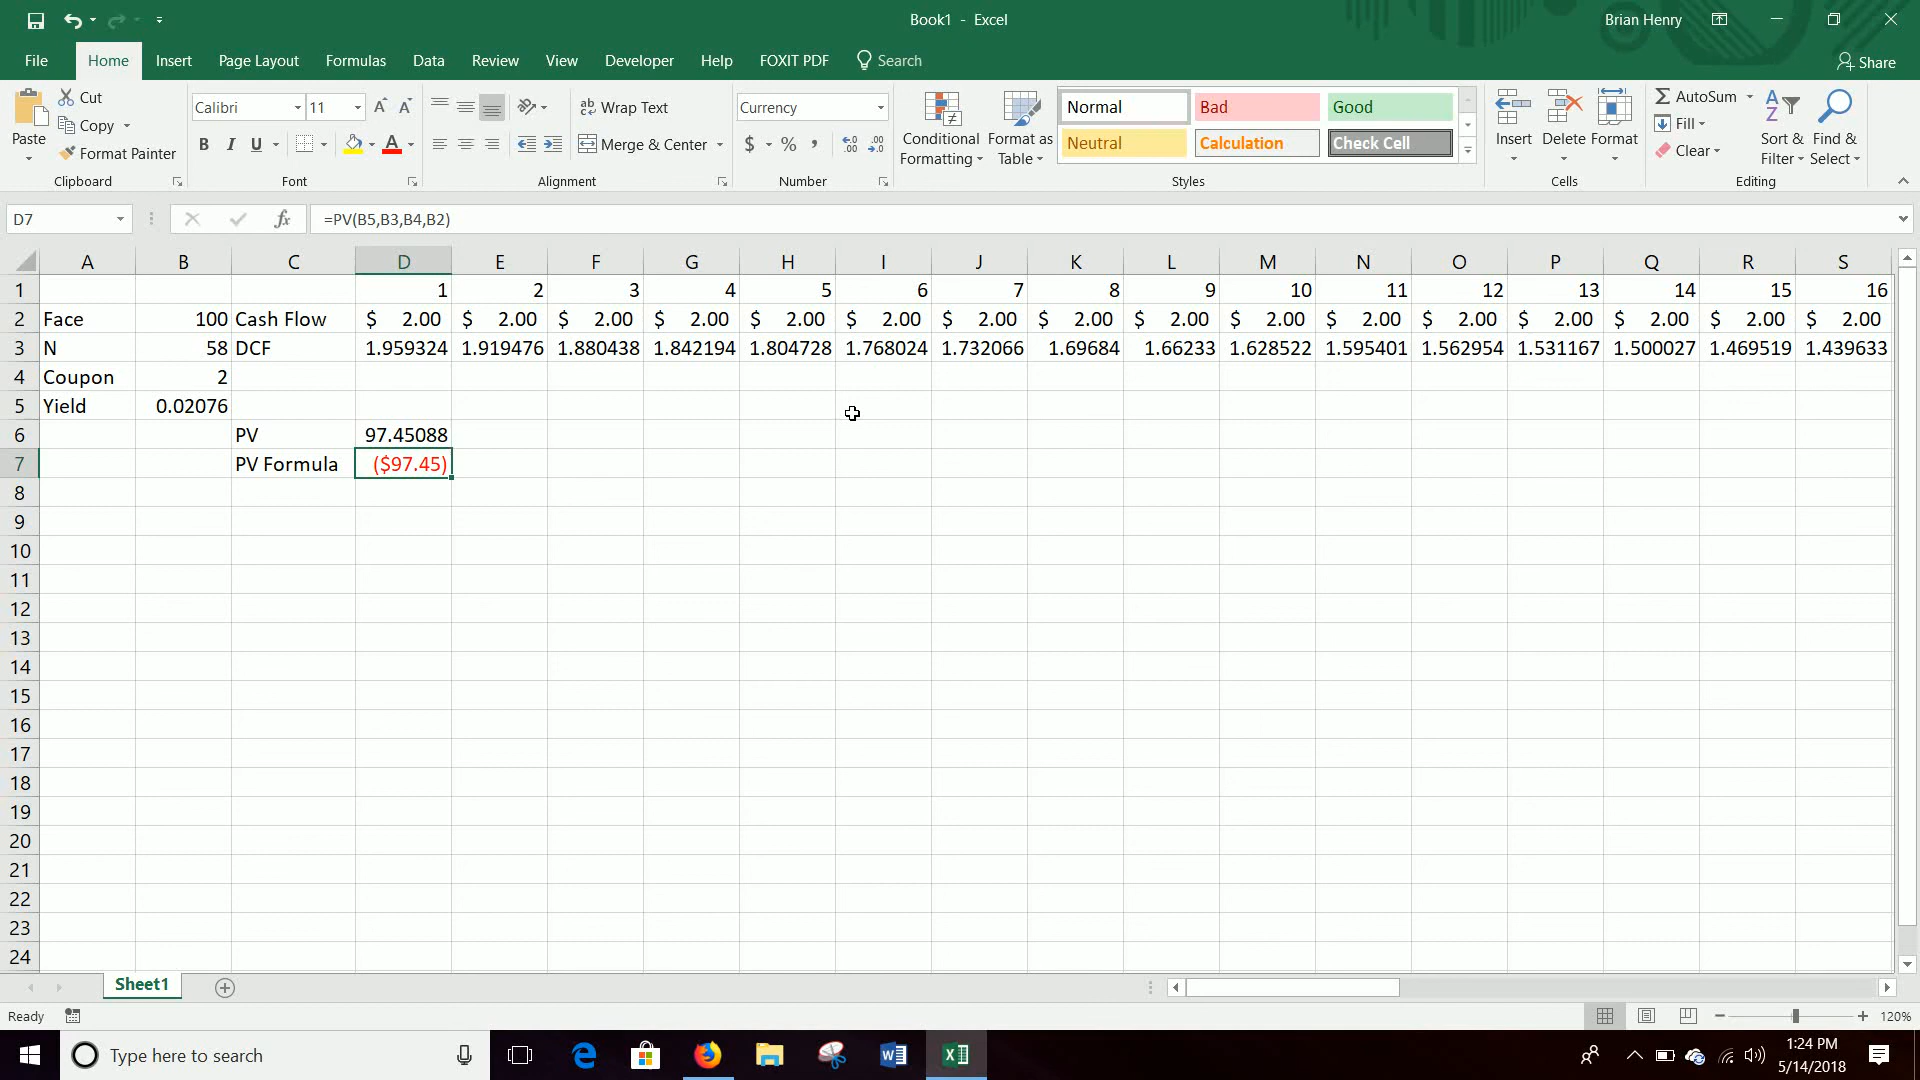 Book1 - Excel
Brian Henry
File Home Insert Page Layout Formulas Data Review View Developer Help FOXIT PDF Search Share
Paste Cut Calibri 11 Wrap Text Currency Conditional Formatting Format as Table Normal Bad Good Insert Delete Format AutoSum Sort & Filter Find & Select
Copy Fill
Format Painter B I U Merge & Center $ % , Neutral Calculation Check Cell Clear
Clipboard Font Alignment Number Styles Cells Editing
D7 fx =PV(B5,B3,B4,B2)
A B C D E F G H I J K L M N O P Q R S
1 1 2 3 4 5 6 7 8 9 10 11 12 13 14 15 16
2 Face 100 Cash Flow $ 2.00 $ 2.00 $ 2.00 $ 2.00 $ 2.00 $ 2.00 $ 2.00 $ 2.00 $ 2.00 $ 2.00 $ 2.00 $ 2.00 $ 2.00 $ 2.00 $ 2.00 $ 2.00
3 N 58 DCF 1.959324 1.919476 1.880438 1.842194 1.804728 1.768024 1.732066 1.69684 1.66233 1.628522 1.595401 1.562954 1.531167 1.500027 1.469519 1.439633
4 Coupon 2
5 Yield 0.02076
6 PV 97.45088
7 PV Formula ($97.45)
8
9
10
11
12
13
14
15
16
17
18
19
20
21
22
23
24
Sheet1
Ready 120%
Type here to search 1:24 PM
5/14/2018